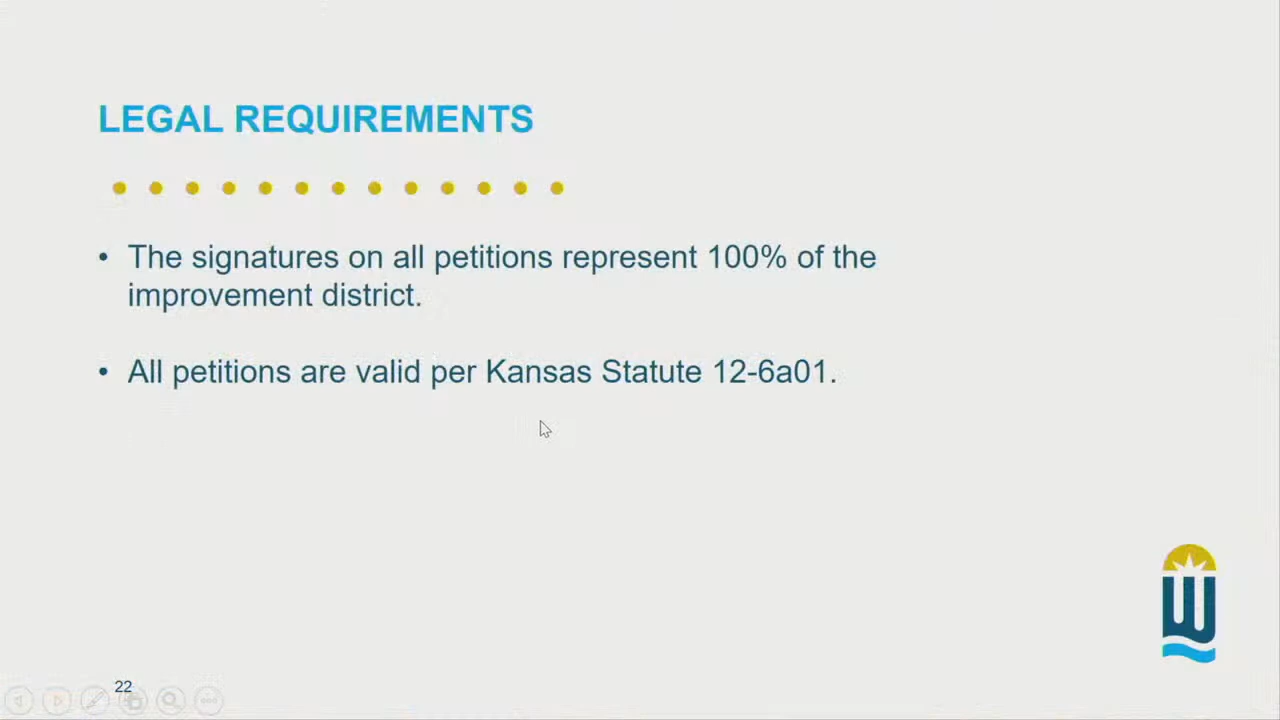 LEGAL REQUIREMENTS
• The signatures on all petitions represent 100% of the
improvement district.
• All petitions are valid per Kansas Statute 12-6a01.
W
22